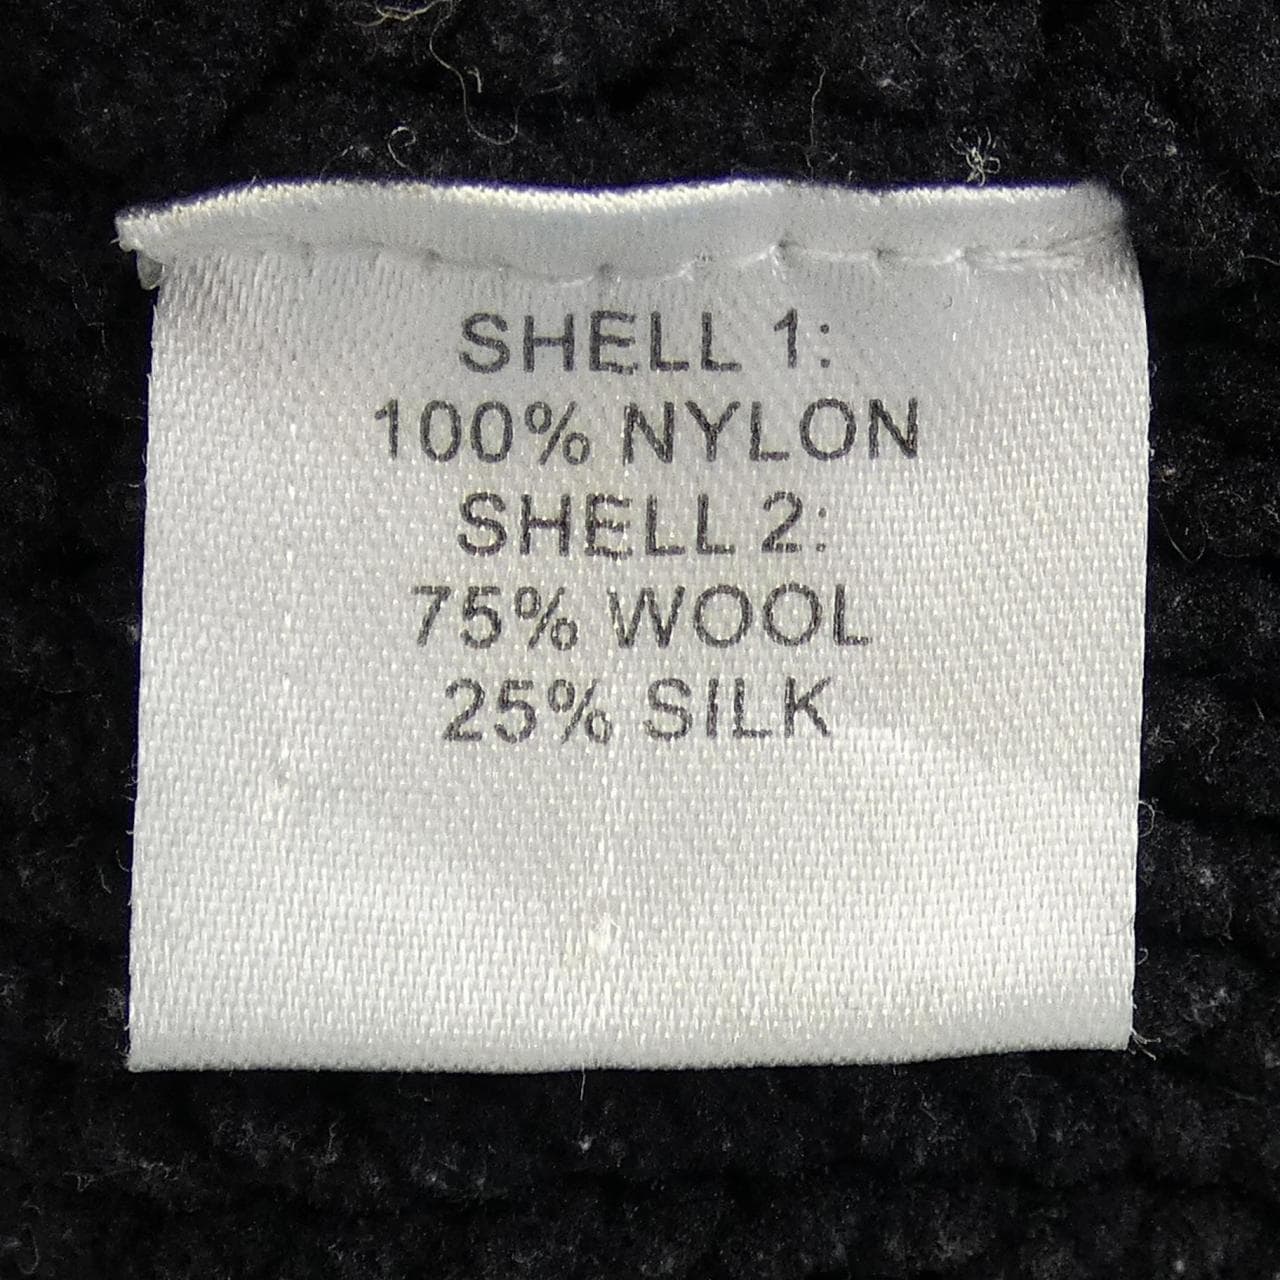 SHELL 1:
100% NYLON
SHELL 2:
75% WOOL
25% SILK